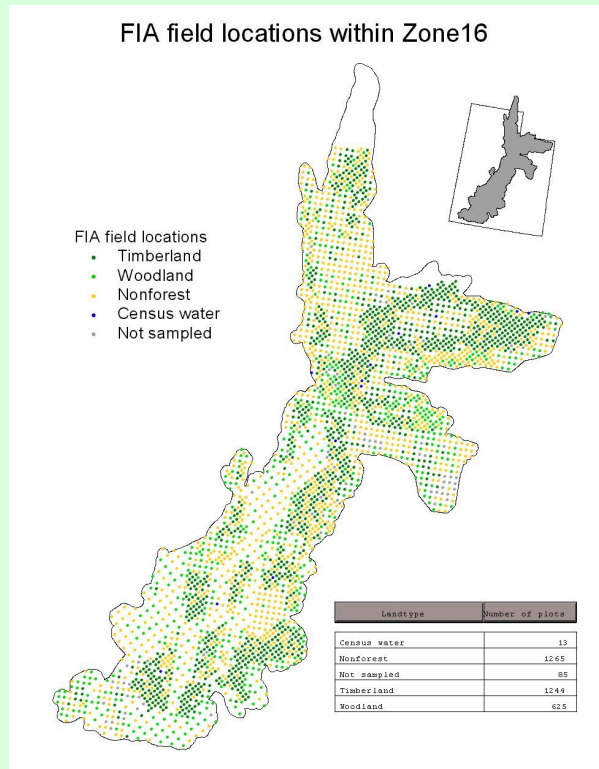 FIA field locations within Zone16
FIA field locations
Timberland
Woodland
Nonforest
Census water
Not sampled
Landtype Number of plots
Census water 13
Nonforest 1265
Not sampled 85
Timberland 1244
Woodland 625